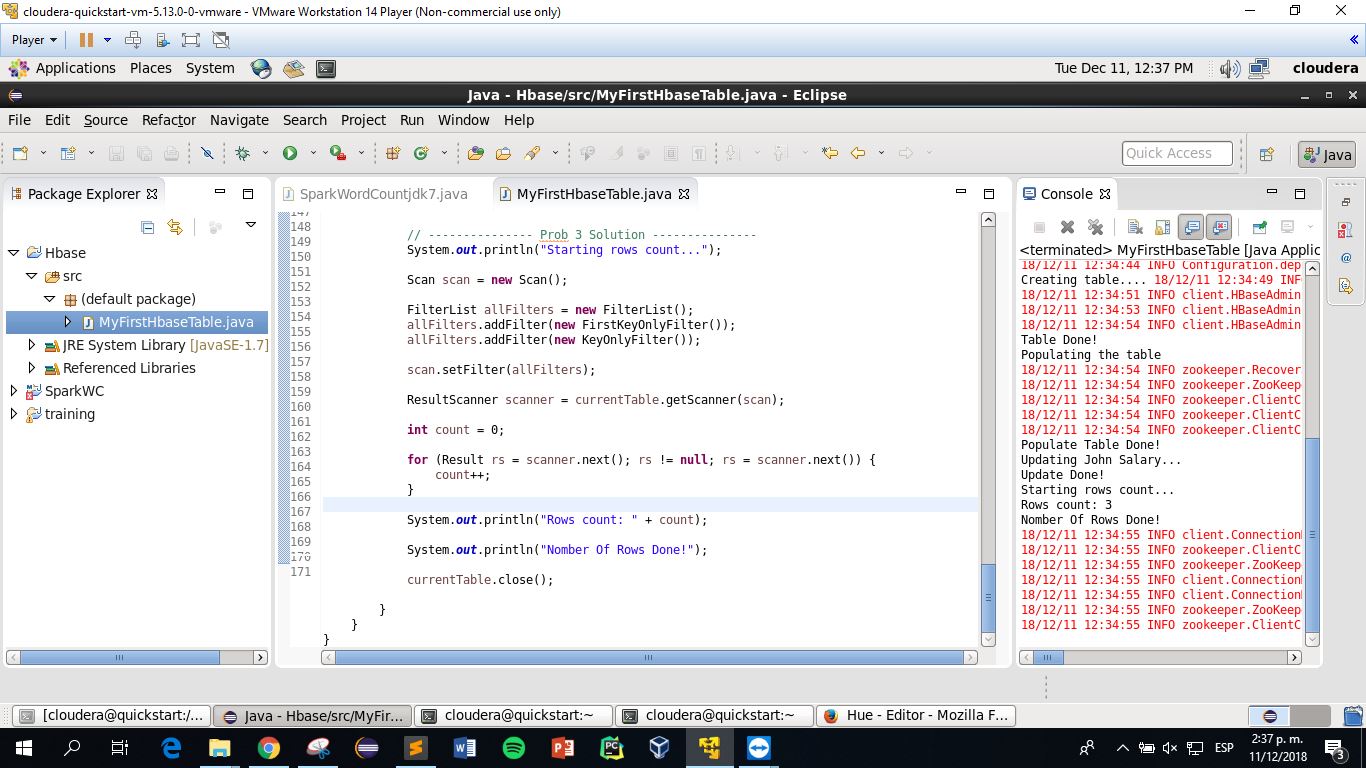 cloudera-quickstart-vm-5.13.0-0-vmware - VMware Workstation 14 Player (Non-commercial use only)
Player
Applications Places System Tue Dec 11, 12:37 PM cloudera
Java - Hbase/src/MyFirstHbaseTable.java - Eclipse
File Edit Source Refactor Navigate Search Project Run Window Help
Quick Access Java
Package Explorer
Hbase
src
(default package)
MyFirstHbaseTable.java
JRE System Library [JavaSE-1.7]
Referenced Libraries
SparkWC
training
SparkWordCountjdk7.java MyFirstHbaseTable.java
147
148
149
150
151
152
153
154
155
156
157
158
159
160
161
162
163
164
165
166
167
168
169
170
171
// --------------- Prob 3 Solution ---------------
System.out.println("Starting rows count...");
Scan scan = new Scan();
FilterList allFilters = new FilterList();
allFilters.addFilter(new FirstKeyOnlyFilter());
allFilters.addFilter(new KeyOnlyFilter());
scan.setFilter(allFilters);
ResultScanner scanner = currentTable.getScanner(scan);
int count = 0;
for (Result rs = scanner.next(); rs != null; rs = scanner.next()) {
count++;
}
System.out.println("Rows count: " + count);
System.out.println("Nomber Of Rows Done!");
currentTable.close();
}
}
}
Console
<terminated> MyFirstHbaseTable [Java Applic
18/12/11 12:34:44 INFO Configuration.dep
Creating table.... 18/12/11 12:34:49 INF
18/12/11 12:34:51 INFO client.HBaseAdmin
18/12/11 12:34:53 INFO client.HBaseAdmin
18/12/11 12:34:54 INFO client.HBaseAdmin
Table Done!
Populating the table
18/12/11 12:34:54 INFO zookeeper.Recover
18/12/11 12:34:54 INFO zookeeper.ZooKee
18/12/11 12:34:54 INFO zookeeper.ClientC
18/12/11 12:34:54 INFO zookeeper.ClientC
18/12/11 12:34:54 INFO zookeeper.ClientC
Populate Table Done!
Updating John Salary...
Update Done!
Starting rows count...
Rows count: 3
Nomber Of Rows Done!
18/12/11 12:34:55 INFO client.Connection
18/12/11 12:34:55 INFO zookeeper.ClientC
18/12/11 12:34:55 INFO zookeeper.ZooKeep
18/12/11 12:34:55 INFO client.Connection
18/12/11 12:34:55 INFO client.Connection
18/12/11 12:34:55 INFO zookeeper.ZooKeep
18/12/11 12:34:55 INFO zookeeper.ClientC
[cloudera@quickstart:/... Java - Hbase/src/MyFir... cloudera@quickstart:~ cloudera@quickstart:~ Hue - Editor - Mozilla F...
ESP 2:37 p. m.
11/12/2018
3